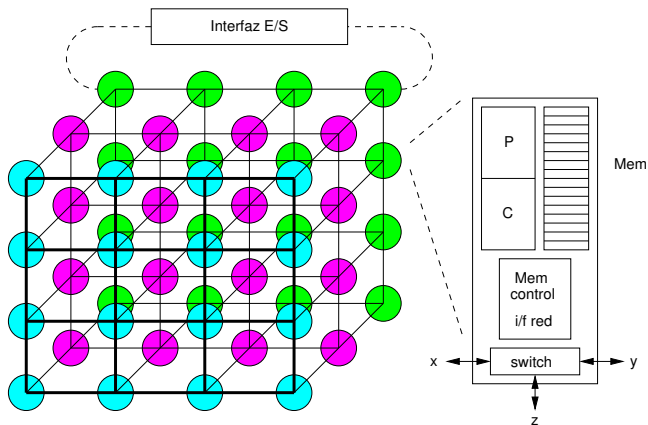 Interfaz E/S
P
Mem
C
Mem
control
i/f red
x
switch
y
z